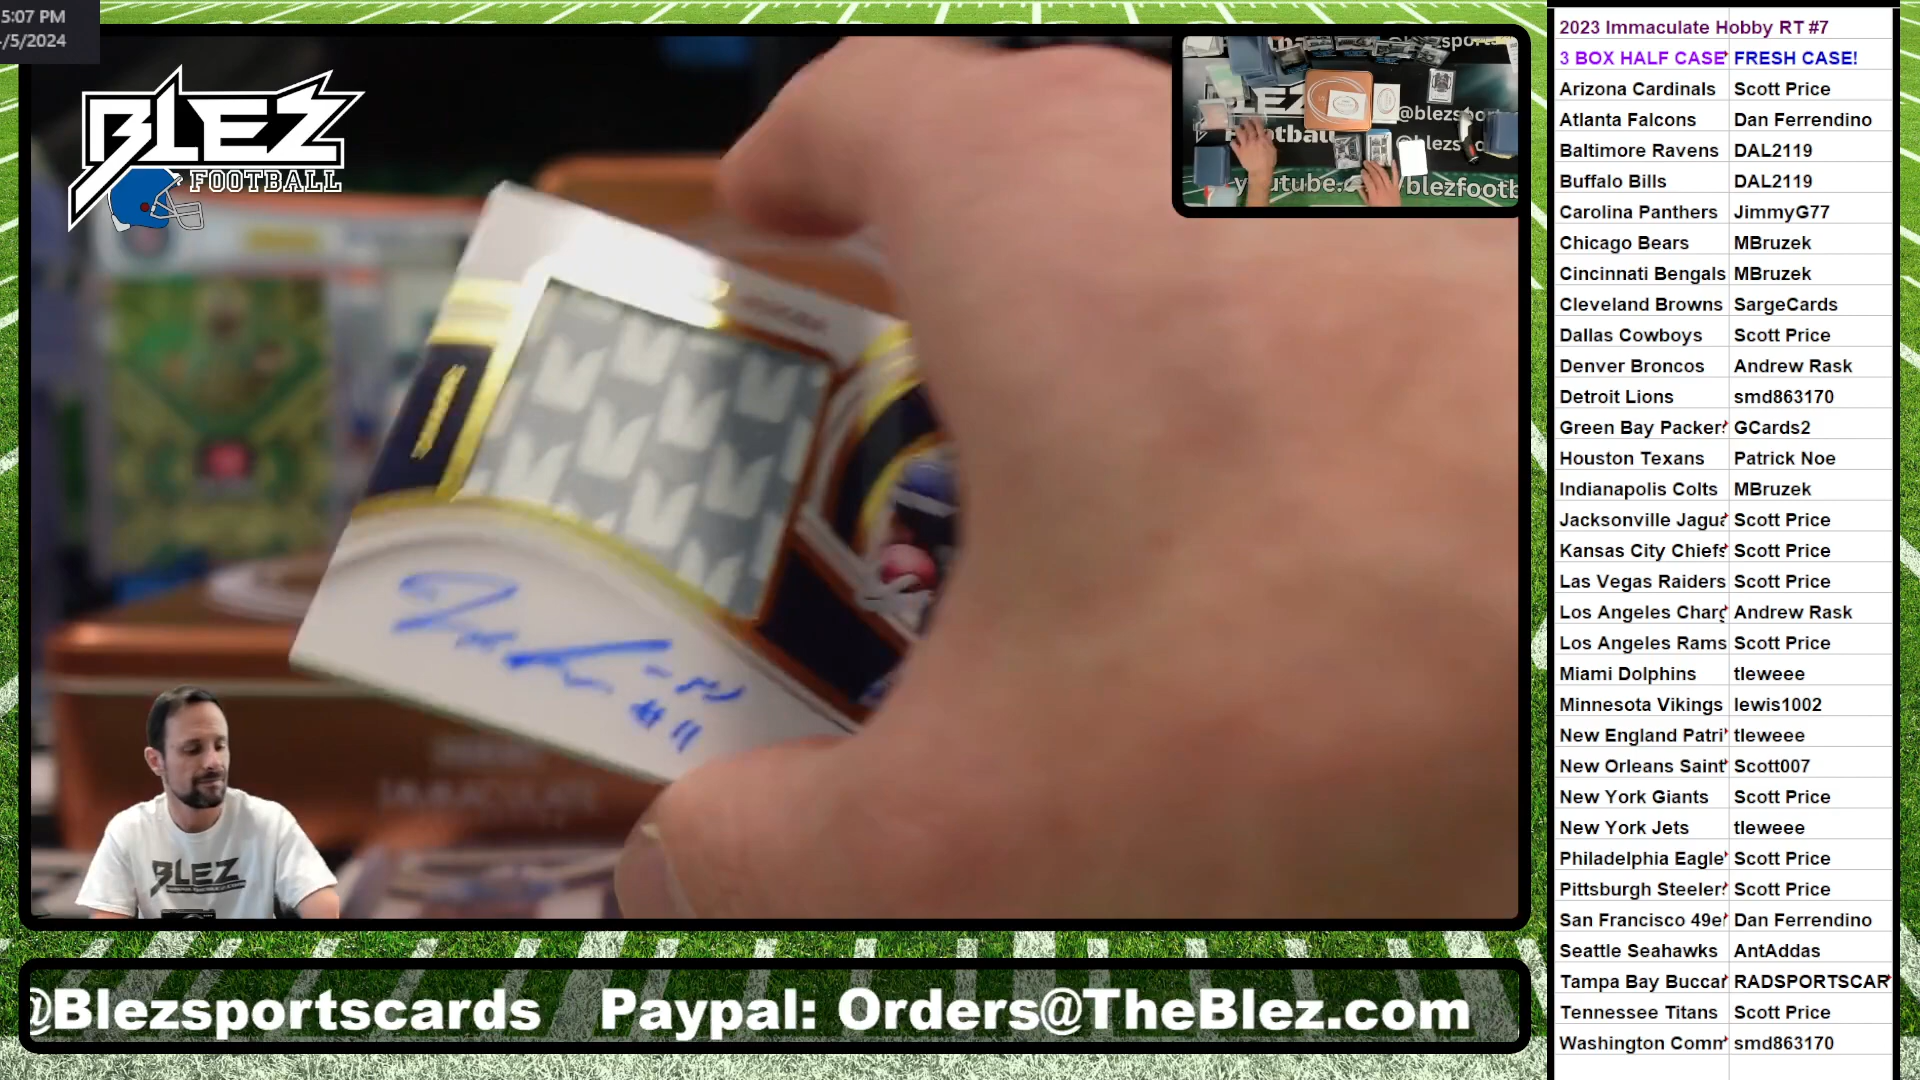 5:07 PM
/5/2024
BLEZ
FOOTBALL
#11
IMMACULATE
BLEZ
@blezsport
Football
youtube.
/blezfootb
2023 Immaculate Hobby RT #7
3 BOX HALF CASE FRESH CASE!
Arizona Cardinals Scott Price
Atlanta Falcons Dan Ferrendino
Baltimore Ravens DAL2119
Buffalo Bills DAL2119
Carolina Panthers JimmyG77
Chicago Bears MBruzek
Cincinnati Bengals MBruzek
Cleveland Browns SargeCards
Dallas Cowboys Scott Price
Denver Broncos Andrew Rask
Detroit Lions smd863170
Green Bay Packer GCards2
Houston Texans Patrick Noe
Indianapolis Colts MBruzek
Jacksonville Jagua Scott Price
Kansas City Chiefs Scott Price
Las Vegas Raiders Scott Price
Los Angeles Charg Andrew Rask
Los Angeles Rams Scott Price
Miami Dolphins tleweee
Minnesota Vikings lewis1002
New England Patri tleweee
New Orleans Saint Scott007
New York Giants Scott Price
New York Jets tleweee
Philadelphia Eagle Scott Price
Pittsburgh Steeler Scott Price
San Francisco 49e Dan Ferrendino
Seattle Seahawks AntAddas
Tampa Bay Buccar RADSPORTSCAR
Tennessee Titans Scott Price
Washington Comm smd863170
@Blezsportscards Paypal: Orders@TheBlez.com